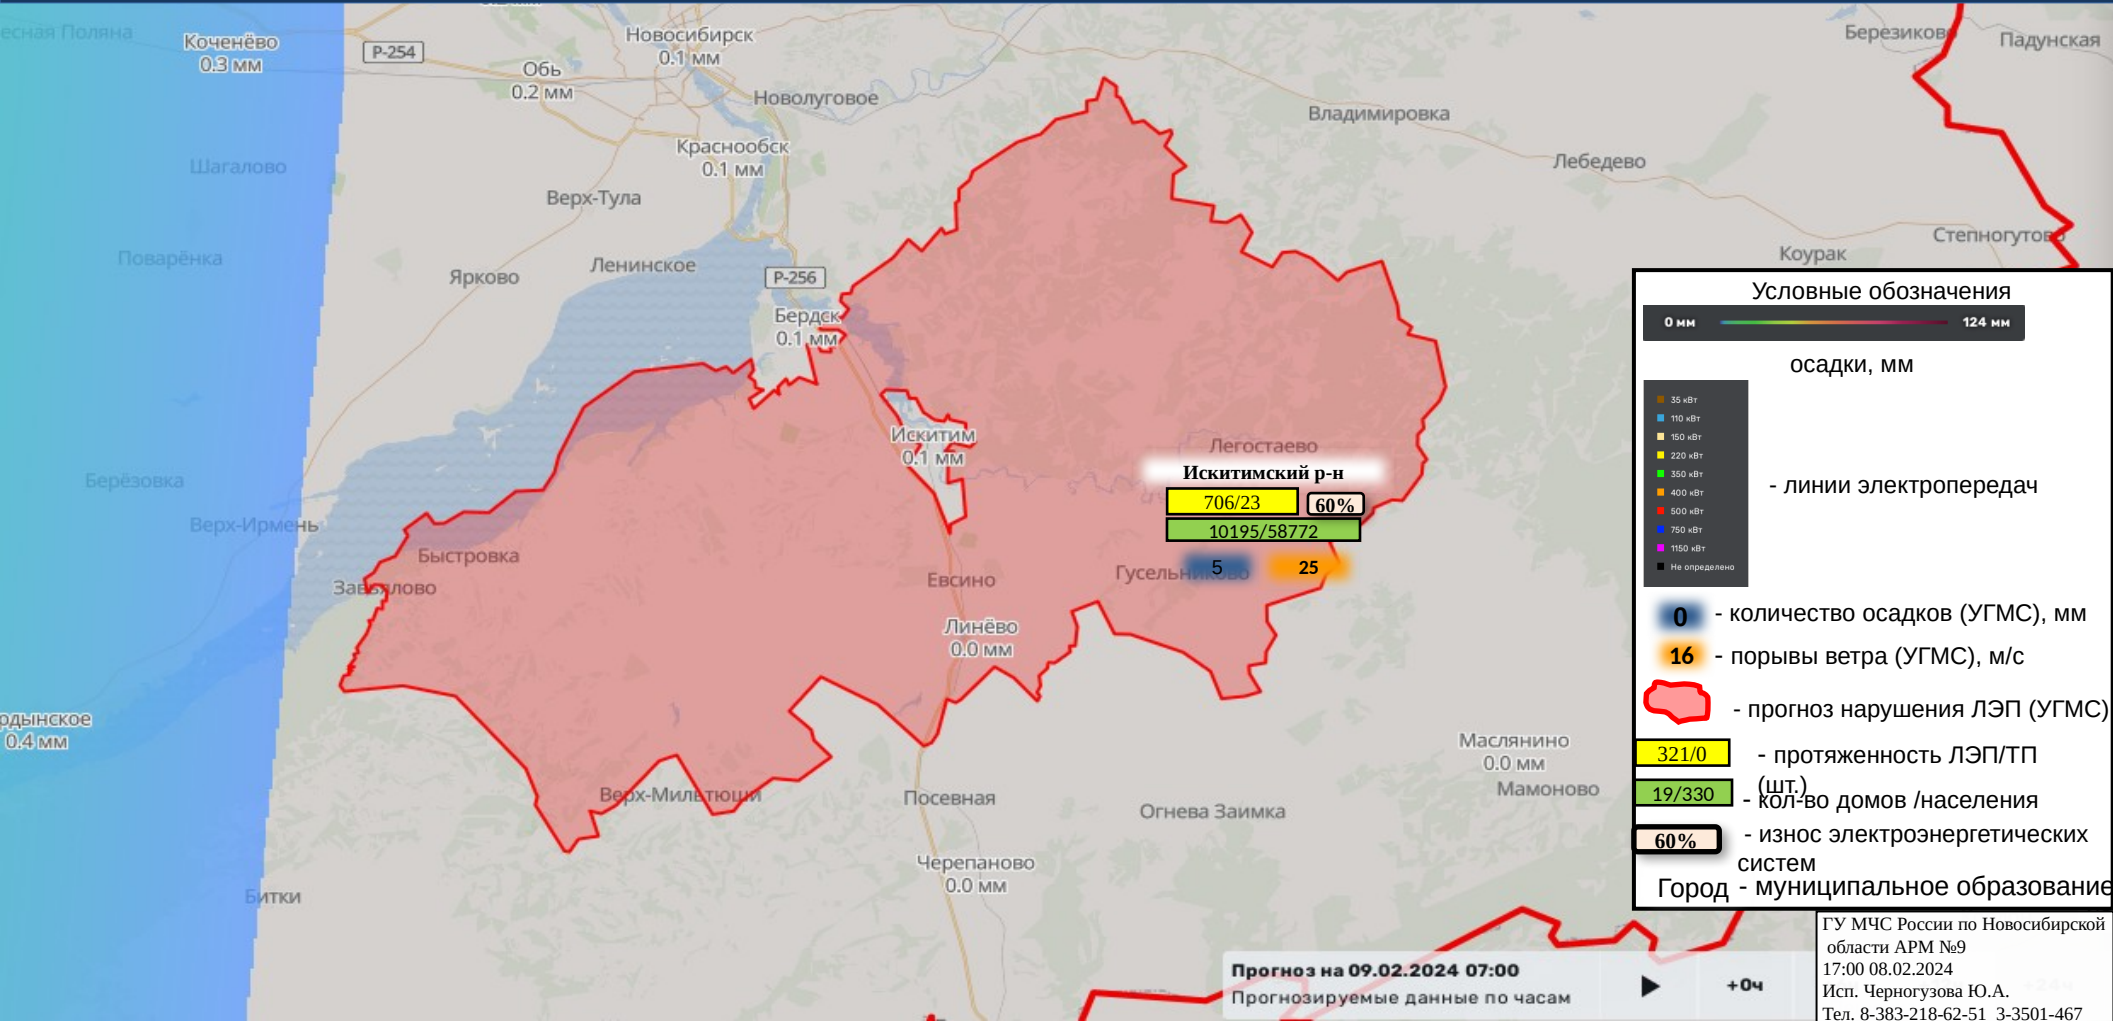 Коченёво
0.3 мм
Р-254
Новосибирск
0.1 мм
Обь
0.2 мм
Новолуговое
Березиково
Падунская
Владимировка
Краснообск
0.1 мм
Лебедево
Шагалово
Верх-Тула
Степногутово
Коурак
Поварёнка
Ярково
Ленинское
Р-256
Бердск
0.1 мм
Искитим
0.1 мм
Легостаево
Искитимский р-н
706/23
60%
10195/58772
5
25
Гусельниково
Берёзовка
Верх-Ирмень
Быстровка
Завьялово
Евсино
Линёво
0.0 мм
рдынское
0.4 мм
Маслянино
0.0 мм
Мамоново
Верх-Мильтюши
Посевная
Огнева Заимка
Черепаново
0.0 мм
Битки
Условные обозначения
0 мм
124 мм
осадки, мм
35 кВт
110 кВт
150 кВт
220 кВт
350 кВт
400 кВт
500 кВт
750 кВт
1150 кВт
Не определено
- линии электропередач
0 - количество осадков (УГМС), мм
16 - порывы ветра (УГМС), м/с
- прогноз нарушения ЛЭП (УГМС)
321/0 - протяженность ЛЭП/ТП
(шт.)
19/330 - кол-во домов /населения
60% - износ электроэнергетических
систем
Город - муниципальное образование
Прогноз на 09.02.2024 07:00
Прогнозируемые данные по часам
+0ч
ГУ МЧС России по Новосибирской
области АРМ №9
17:00 08.02.2024
Исп. Черногузова Ю.А.
Тел. 8-383-218-62-51 3-3501-467